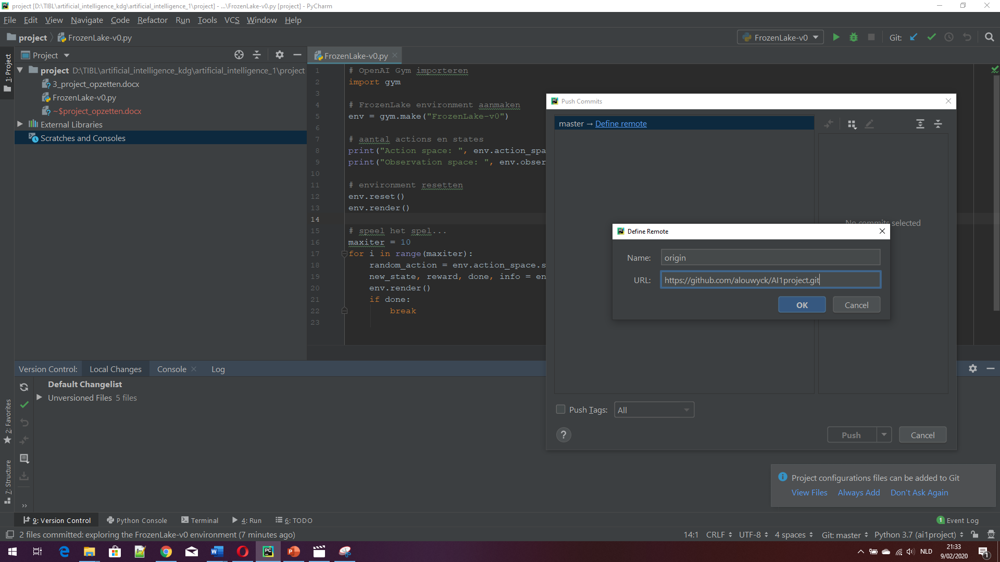 project [D:\TIBL\artificial_intelligence_kdg\artificial_intelligence_1\project] - ...\FrozenLake-v0.py [project] - PyCharm
File Edit View Navigate Code Refactor Run Tools VCS Window Help
project FrozenLake-v0.py
FrozenLake-v0
Git:
1: Project
Project
project D:\TIBL\artificial_intelligence_kdg\artificial_intelligence_1\project
3_project_opzetten.docx
FrozenLake-v0.py
~$project_opzetten.docx
External Libraries
Scratches and Consoles
FrozenLake-v0.py
1 # OpenAI Gym importeren
2 import gym
3
4 # FrozenLake environment aanmaken
5 env = gym.make("FrozenLake-v0")
6
7 # aantal actions en states
8 print("Action space: ", env.action_spa
9 print("Observation space: ", env.obser
10
11 # environment resetten
12 env.reset()
13 env.render()
14
15 # speel het spel...
16 maxiter = 10
17 for i in range(maxiter):
18 random_action = env.action_space.s
19 new_state, reward, done, info = en
20 env.render()
21 if done:
22 break
23
Push Commits
master → Define remote
No commits selected
Define Remote
Name: origin
URL: https://github.com/alouwyck/AI1project.git
OK Cancel
Push Tags: All
?
Push Cancel
Version Control: Local Changes Console Log
Default Changelist
Unversioned Files 5 files
2: Favorites
7: Structure
Project configurations files can be added to Git
View Files Always Add Don't Ask Again
9: Version Control Python Console Terminal 4: Run 6: TODO
1 Event Log
2 files committed: exploring the FrozenLake-v0 environment (7 minutes ago)
14:1 CRLF UTF-8 4 spaces Git: master Python 3.7 (ai1project)
NLD
21:33
9/02/2020
1